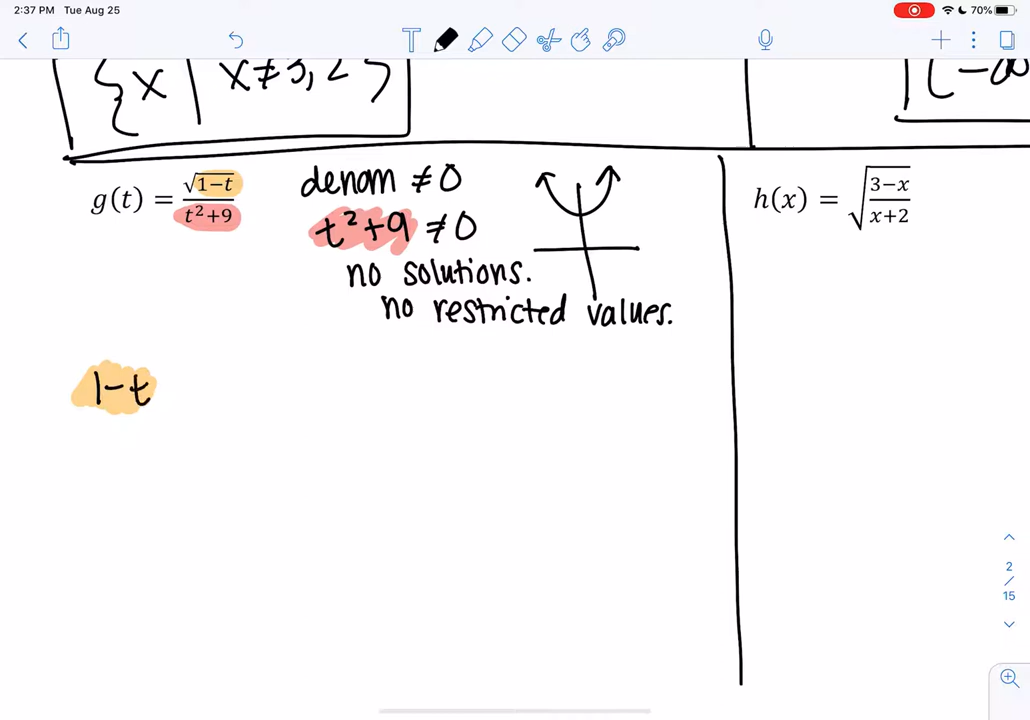 2:37 PM Tue Aug 25
70%
T
{x | x≠3, 2}
(-∞
g(t) = √(1−t) / (t²+9)
denom ≠ 0
t²+9 ≠ 0
no solutions.
no restricted values.
h(x) = √((3−x)/(x+2))
1-t
2
/
15